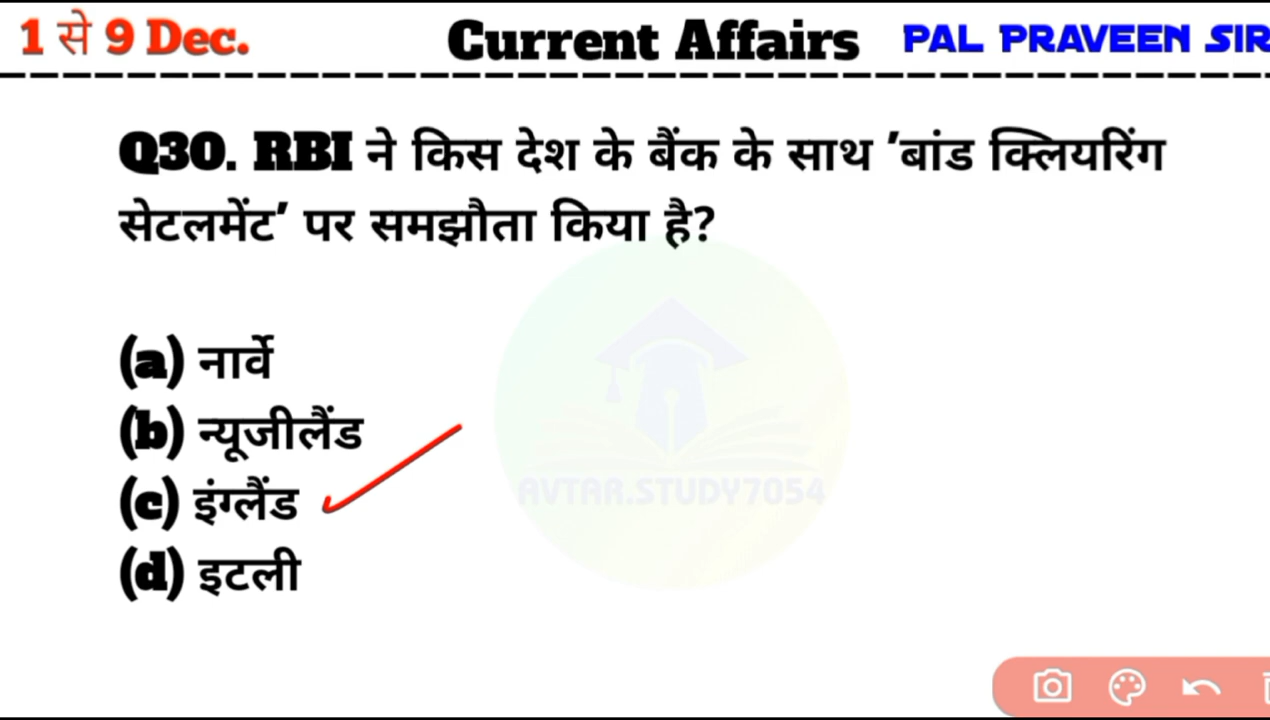 1 से 9 Dec.
Current Affairs
PAL PRAVEEN SIR
Q30. RBI ने किस देश के बैंक के साथ ’बांड क्लियरिंग
सेटलमेंट’ पर समझौता किया है?
(a) नार्वे
(b) न्यूजीलैंड
(c) इंग्लैंड
(d) इटली
AVTAR.STUDY7054